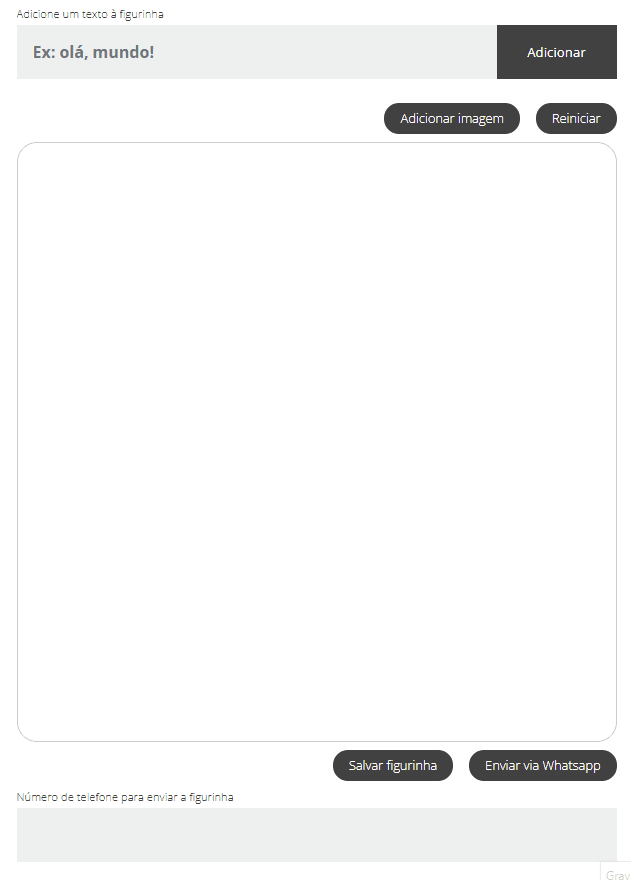 Adicione um texto à figurinha
Ex: olá, mundo!
Adicionar
Adicionar imagem
Reiniciar
Salvar figurinha
Enviar via Whatsapp
Número de telefone para enviar a figurinha
Grav